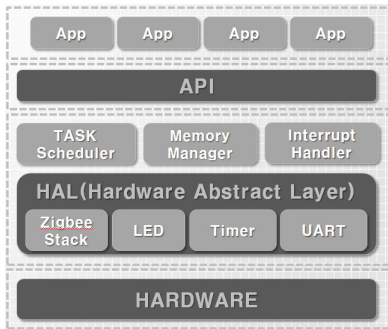 App App App App
API
TASK Scheduler
Memory Manager
Interrupt Handler
HAL(Hardware Abstract Layer)
Zigbee Stack
LED
Timer
UART
HARDWARE